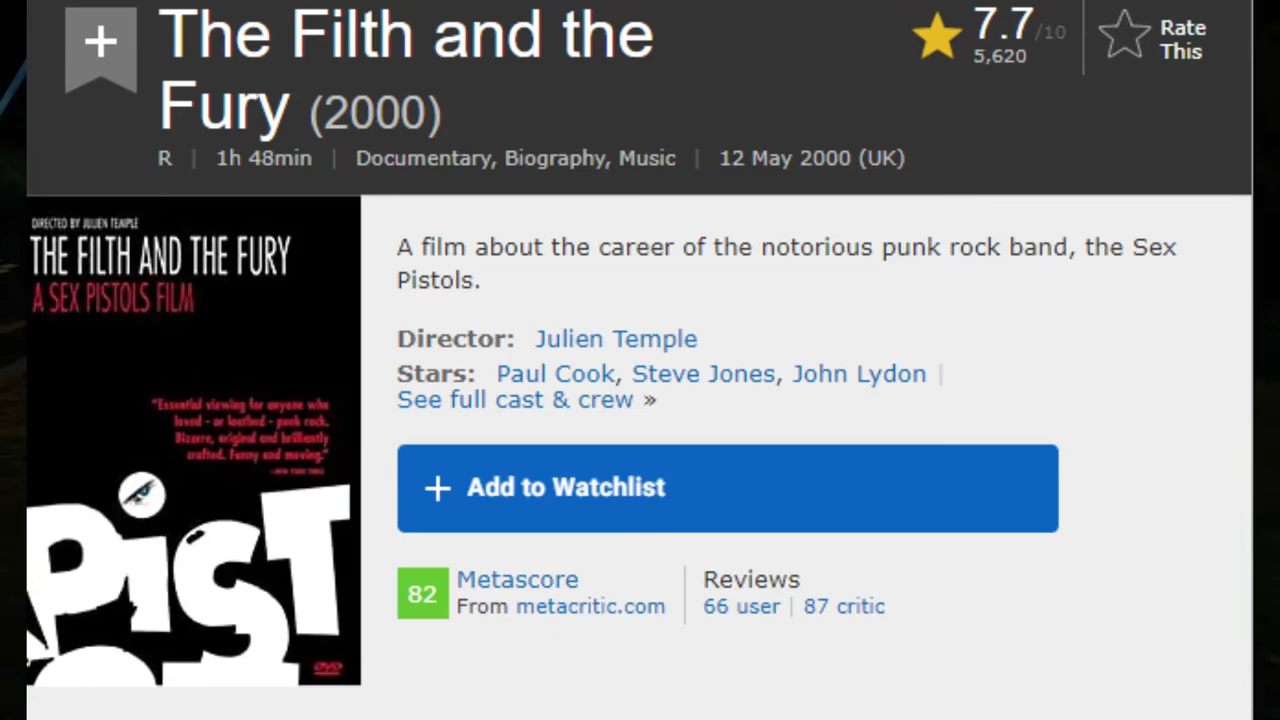 The Filth and the
Fury (2000)
7.7/10
5,620
Rate
This
R | 1h 48min | Documentary, Biography, Music | 12 May 2000 (UK)
DIRECTED BY JULIEN TEMPLE
THE FILTH AND THE FURY
A SEX PISTOLS FILM
"Essential viewing for anyone who
loved - or loathed - punk rock.
Bizarre, original and brilliantly
crafted. Funny and moving."
-NEW YORK TIMES
PiST
DVD
A film about the career of the notorious punk rock band, the Sex
Pistols.
Director: Julien Temple
Stars: Paul Cook, Steve Jones, John Lydon |
See full cast & crew »
+ Add to Watchlist
82 Metascore
From metacritic.com
Reviews
66 user | 87 critic